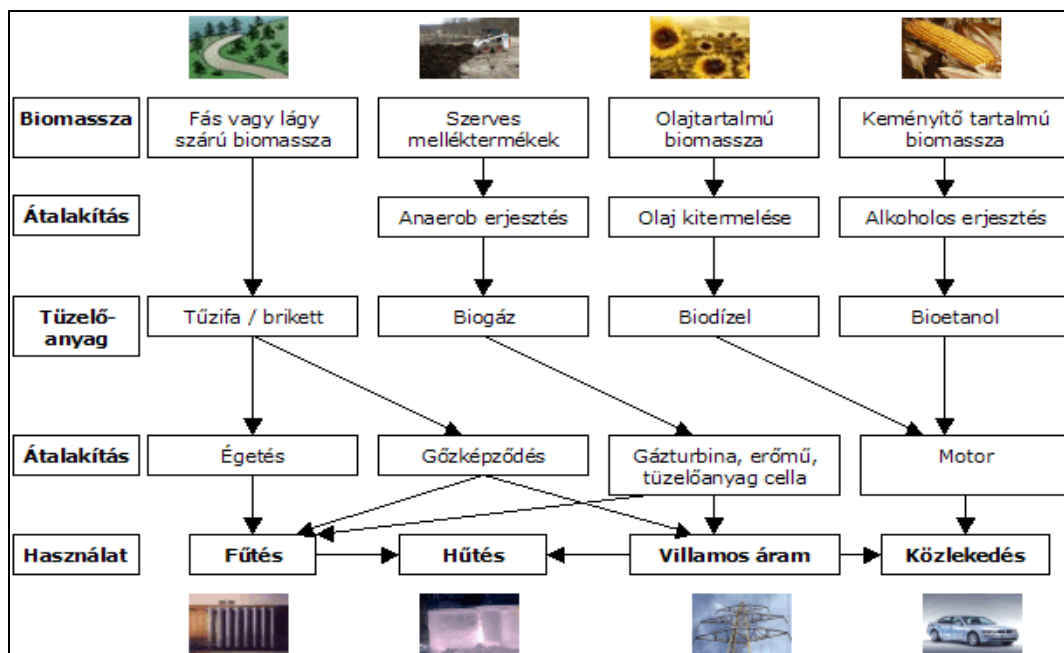 Biomassza
Fás vagy lágy
szárú biomassza
Szerves
melléktermékek
Olajtartalmú
biomassza
Keményítő tartalmú
biomassza
Átalakítás
Anaerob erjesztés
Olaj kitermelése
Alkoholos erjesztés
Tüzelő-
anyag
Tűzifa / brikett
Biogáz
Biodízel
Bioetanol
Átalakítás
Égetés
Gőzképződés
Gázturbina, erőmű,
tüzelőanyag cella
Motor
Használat
Fűtés
Hűtés
Villamos áram
Közlekedés